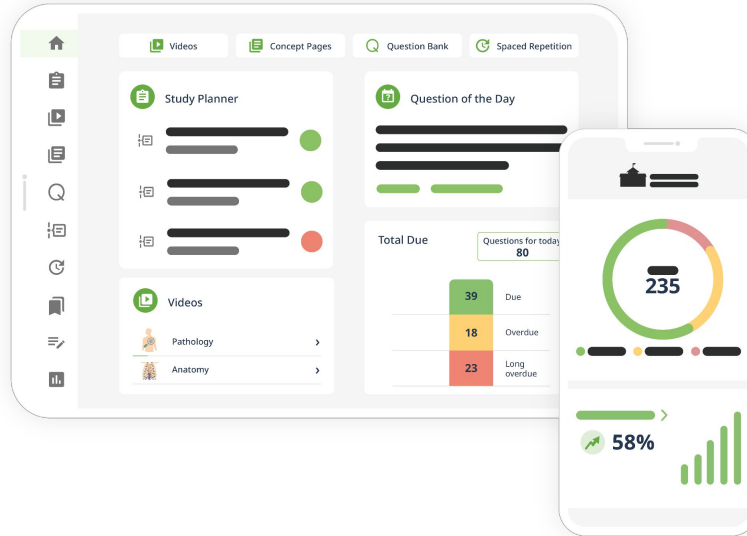 Videos
Concept Pages
Question Bank
Spaced Repetition
Study Planner
Question of the Day
Total Due
Questions for today
80
39 Due
18 Overdue
23 Long
overdue
Videos
Pathology
Anatomy
235
58%